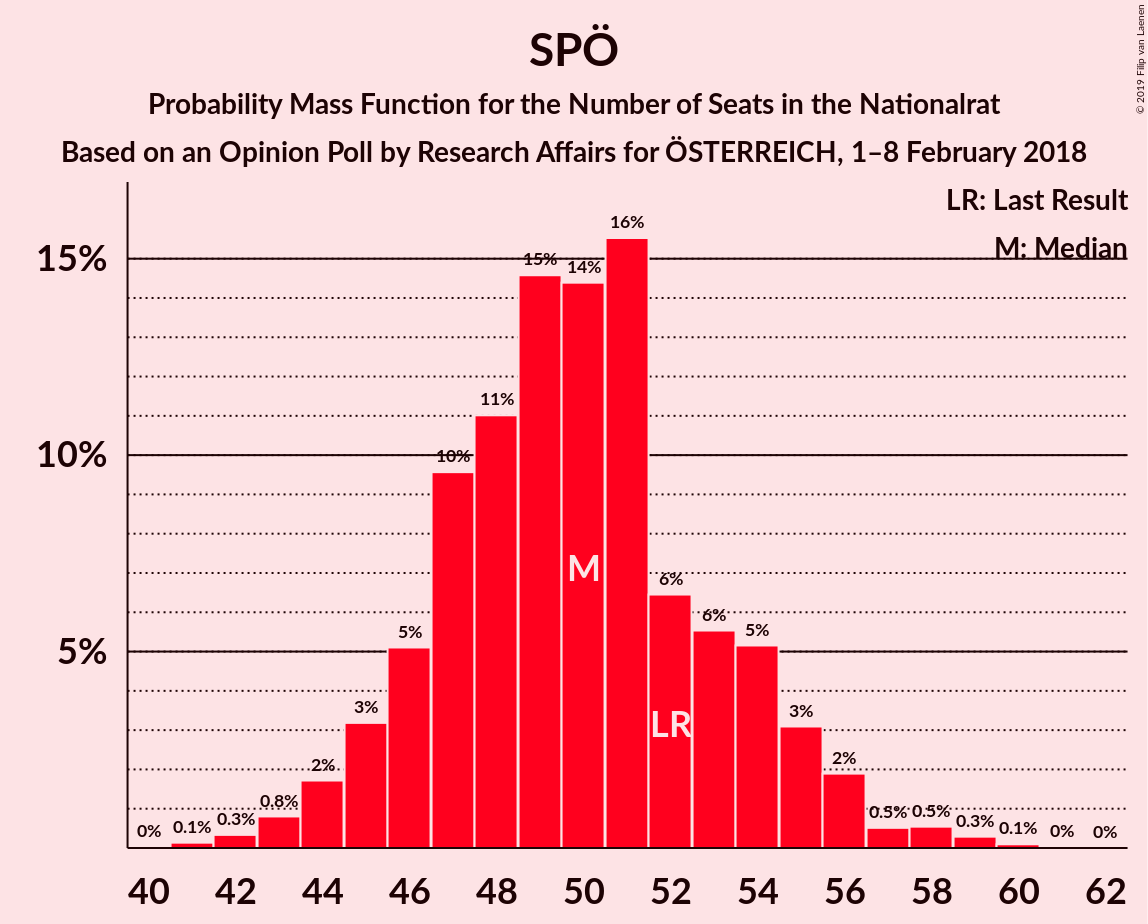 SPÖ
Probability Mass Function for the Number of Seats in the Nationalrat
Based on an Opinion Poll by Research Affairs for ÖSTERREICH, 1–8 February 2018
© 2019 Filip van Laenen
LR: Last Result
M: Median
15%
10%
5%
0%
0.1%
0.3%
0.8%
2%
3%
5%
10%
11%
15%
14%
16%
6%
6%
5%
3%
2%
0.5%
0.5%
0.3%
0.1%
0%
0%
M
LR
40 42 44 46 48 50 52 54 56 58 60 62